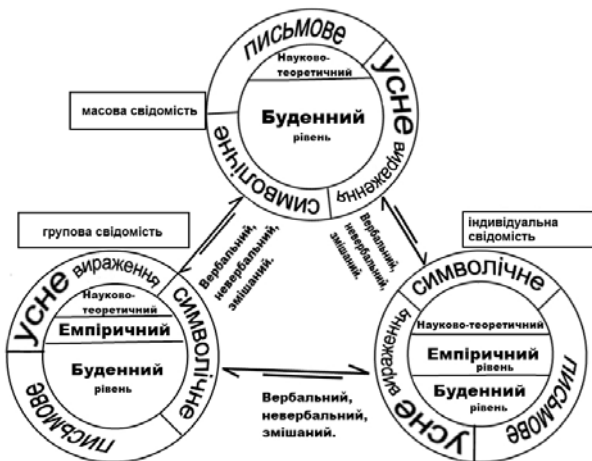 письмове
Науково-
теоретичний
усне
вираження
масова свідомість
Буденний
рівень
символічне
групова свідомість
Вербальний,
невербальний,
змішаний.
Вербальний,
невербальний,
змішаний.
індивідуальна
свідомість
усне вираження
Науково-
теоретичний
Емпіричний
Буденний
рівень
символічне
письмове
символічне
Науково-теоретичний
Емпіричний
рівень
Буденний
рівень
усне вираження
письмове
Вербальний,
невербальний,
змішаний.